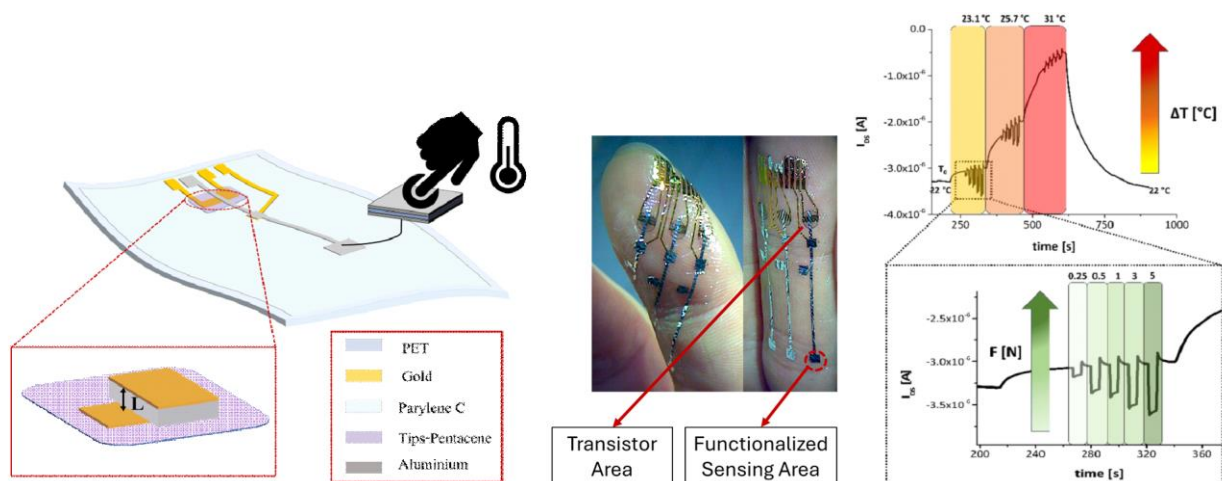 L
PET
Gold
Parylene C
Tips-Pentacene
Aluminium
Transistor
Area
Functionalized
Sensing Area
23.1 °C 25.7 °C 31 °C
0.0
-1.0x10⁻⁶
-2.0x10⁻⁶
-3.0x10⁻⁶
-4.0x10⁻⁶
I_DS [A]
ΔT [°C]
22 °C
22 °C
250 500 750 1000
time [s]
0.25 0.5 1 3 5
-2.5x10⁻⁶
-3.0x10⁻⁶
-3.5x10⁻⁶
I_DS [A]
F [N]
200 240 280 320 360
time [s]